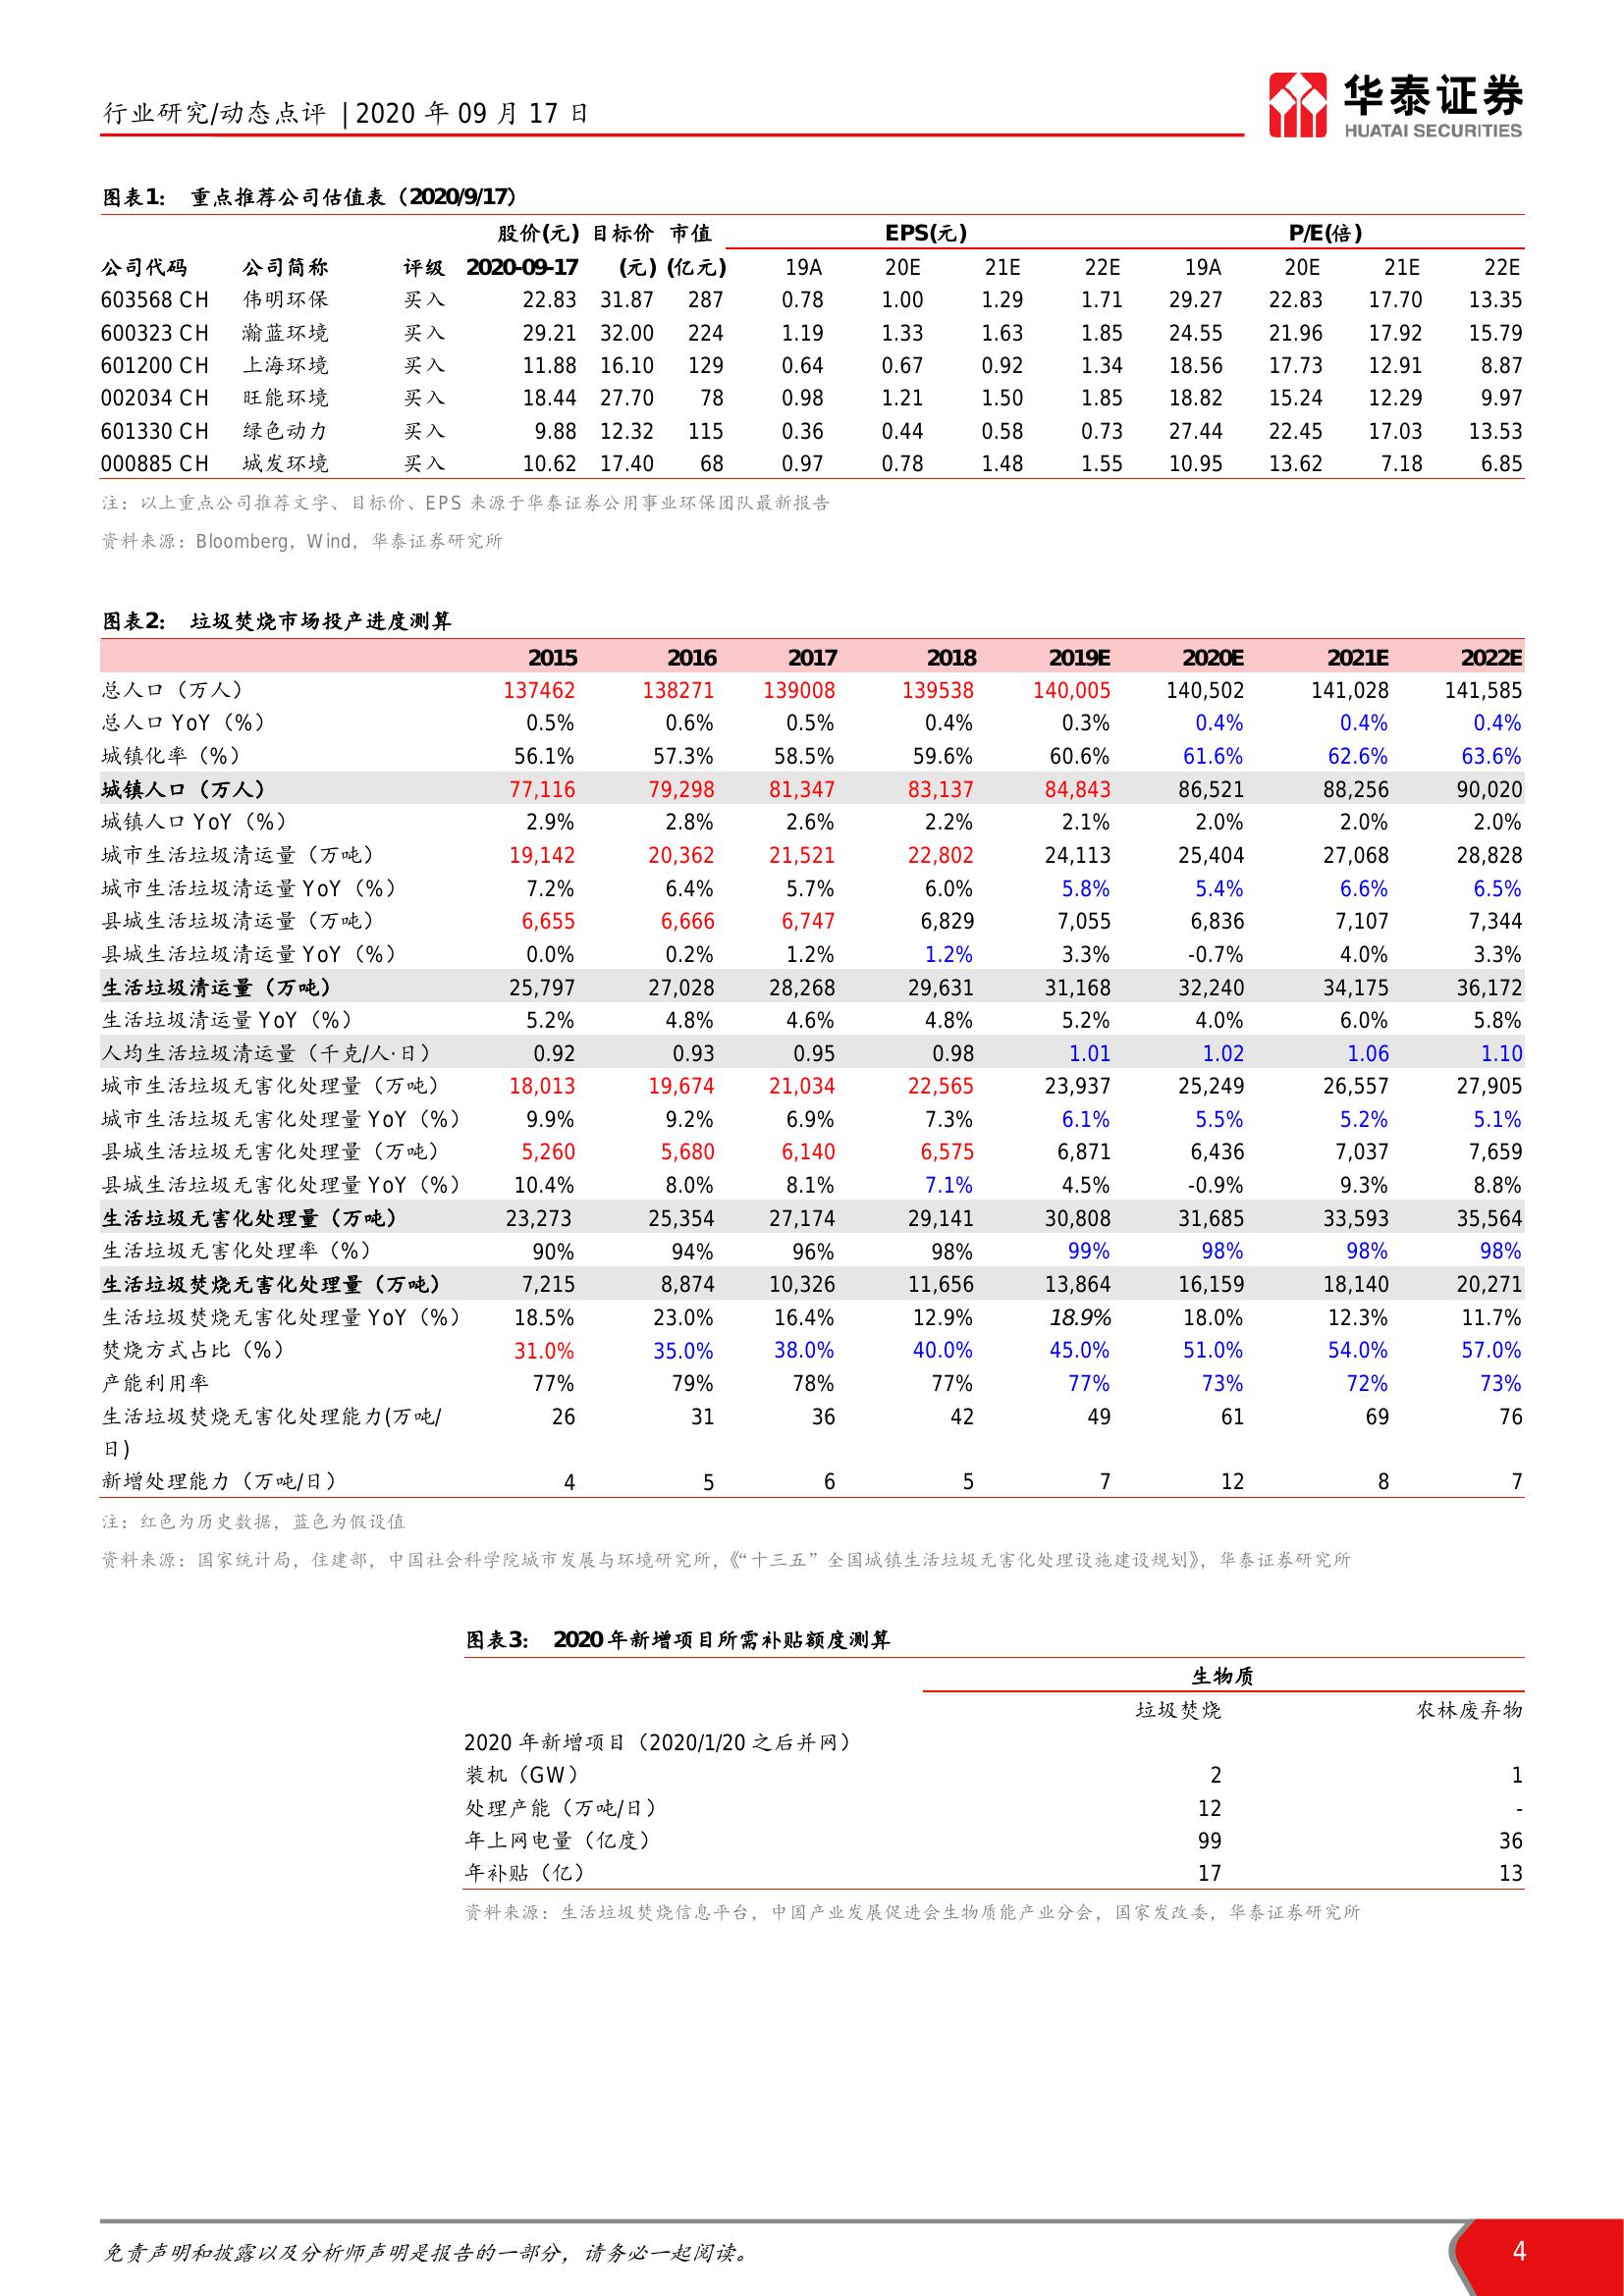 行业研究/动态点评 | 2020 年 09 月 17 日
华泰证券
HUATAI SECURITIES
图表1： 重点推荐公司估值表（2020/9/17）
股价(元) 目标价 市值 EPS(元) P/E(倍)
公司代码 公司简称 评级 2020-09-17 (元) (亿元) 19A 20E 21E 22E 19A 20E 21E 22E
603568 CH 伟明环保 买入 22.83 31.87 287 0.78 1.00 1.29 1.71 29.27 22.83 17.70 13.35
600323 CH 瀚蓝环境 买入 29.21 32.00 224 1.19 1.33 1.63 1.85 24.55 21.96 17.92 15.79
601200 CH 上海环境 买入 11.88 16.10 129 0.64 0.67 0.92 1.34 18.56 17.73 12.91 8.87
002034 CH 旺能环境 买入 18.44 27.70 78 0.98 1.21 1.50 1.85 18.82 15.24 12.29 9.97
601330 CH 绿色动力 买入 9.88 12.32 115 0.36 0.44 0.58 0.73 27.44 22.45 17.03 13.53
000885 CH 城发环境 买入 10.62 17.40 68 0.97 0.78 1.48 1.55 10.95 13.62 7.18 6.85
注：以上重点公司推荐文字、目标价、EPS 来源于华泰证券公用事业环保团队最新报告
资料来源：Bloomberg，Wind，华泰证券研究所
图表2： 垃圾焚烧市场投产进度测算
2015 2016 2017 2018 2019E 2020E 2021E 2022E
总人口（万人） 137462 138271 139008 139538 140,005 140,502 141,028 141,585
总人口 YoY（%） 0.5% 0.6% 0.5% 0.4% 0.3% 0.4% 0.4% 0.4%
城镇化率（%） 56.1% 57.3% 58.5% 59.6% 60.6% 61.6% 62.6% 63.6%
城镇人口（万人） 77,116 79,298 81,347 83,137 84,843 86,521 88,256 90,020
城镇人口 YoY（%） 2.9% 2.8% 2.6% 2.2% 2.1% 2.0% 2.0% 2.0%
城市生活垃圾清运量（万吨） 19,142 20,362 21,521 22,802 24,113 25,404 27,068 28,828
城市生活垃圾清运量 YoY（%） 7.2% 6.4% 5.7% 6.0% 5.8% 5.4% 6.6% 6.5%
县城生活垃圾清运量（万吨） 6,655 6,666 6,747 6,829 7,055 6,836 7,107 7,344
县城生活垃圾清运量 YoY（%） 0.0% 0.2% 1.2% 1.2% 3.3% -0.7% 4.0% 3.3%
生活垃圾清运量（万吨） 25,797 27,028 28,268 29,631 31,168 32,240 34,175 36,172
生活垃圾清运量 YoY（%） 5.2% 4.8% 4.6% 4.8% 5.2% 4.0% 6.0% 5.8%
人均生活垃圾清运量（千克/人·日） 0.92 0.93 0.95 0.98 1.01 1.02 1.06 1.10
城市生活垃圾无害化处理量（万吨） 18,013 19,674 21,034 22,565 23,937 25,249 26,557 27,905
城市生活垃圾无害化处理量 YoY（%） 9.9% 9.2% 6.9% 7.3% 6.1% 5.5% 5.2% 5.1%
县城生活垃圾无害化处理量（万吨） 5,260 5,680 6,140 6,575 6,871 6,436 7,037 7,659
县城生活垃圾无害化处理量 YoY（%） 10.4% 8.0% 8.1% 7.1% 4.5% -0.9% 9.3% 8.8%
生活垃圾无害化处理量（万吨） 23,273 25,354 27,174 29,141 30,808 31,685 33,593 35,564
生活垃圾无害化处理率（%） 90% 94% 96% 98% 99% 98% 98% 98%
生活垃圾焚烧无害化处理量（万吨） 7,215 8,874 10,326 11,656 13,864 16,159 18,140 20,271
生活垃圾焚烧无害化处理量 YoY（%） 18.5% 23.0% 16.4% 12.9% 18.9% 18.0% 12.3% 11.7%
焚烧方式占比（%） 31.0% 35.0% 38.0% 40.0% 45.0% 51.0% 54.0% 57.0%
产能利用率 77% 79% 78% 77% 77% 73% 72% 73%
生活垃圾焚烧无害化处理能力(万吨/ 26 31 36 42 49 61 69 76
日)
新增处理能力（万吨/日） 4 5 6 5 7 12 8 7
注：红色为历史数据，蓝色为假设值
资料来源：国家统计局，住建部，中国社会科学院城市发展与环境研究所，《“十三五”全国城镇生活垃圾无害化处理设施建设规划》，华泰证券研究所
图表3： 2020 年新增项目所需补贴额度测算
生物质
垃圾焚烧 农林废弃物
2020 年新增项目（2020/1/20 之后并网）
装机（GW） 2 1
处理产能（万吨/日） 12 -
年上网电量（亿度） 99 36
年补贴（亿） 17 13
资料来源：生活垃圾焚烧信息平台，中国产业发展促进会生物质能产业分会，国家发改委，华泰证券研究所
免责声明和披露以及分析师声明是报告的一部分，请务必一起阅读。 4